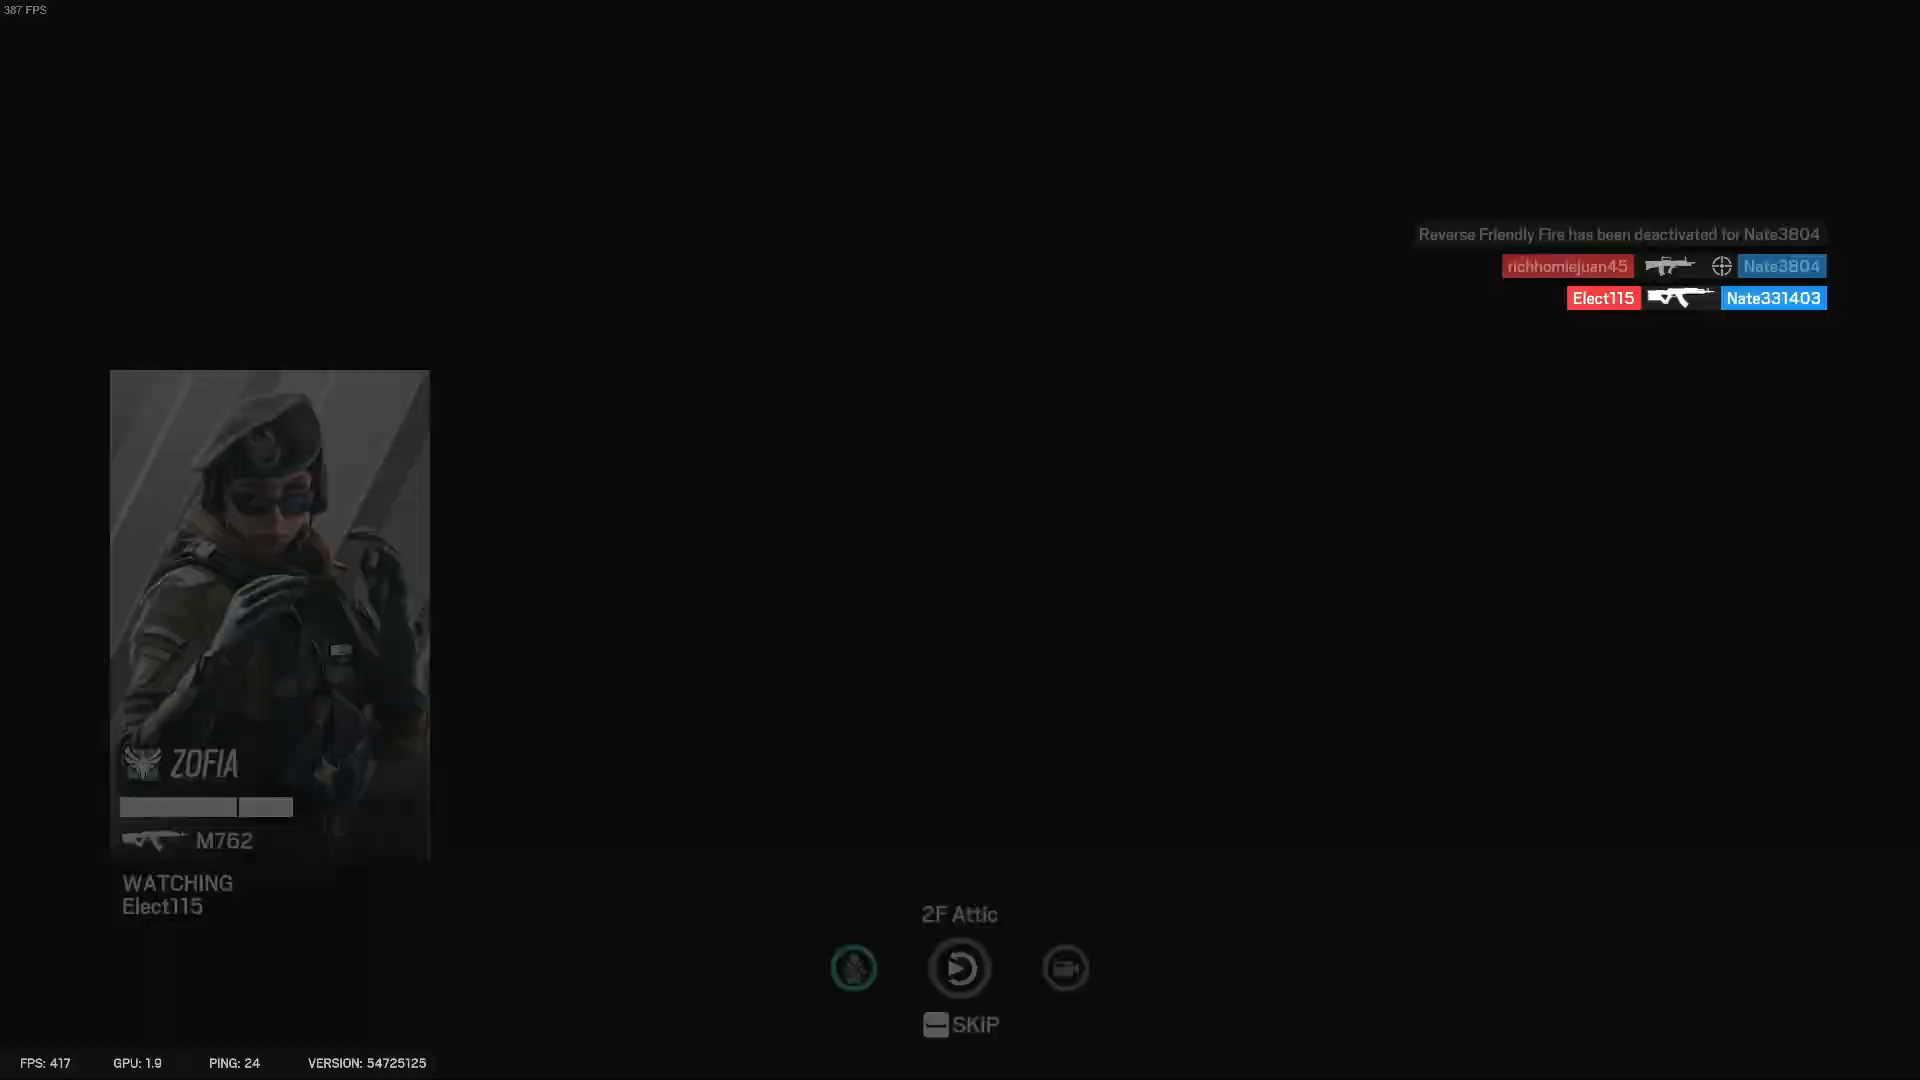 387 FPS
Reverse Friendly Fire has been deactivated for Nate3804
richhomiejuan45 Nate3804
Elect115 Nate331403
ZOFIA
M762
WATCHING
Elect115
2F Attic
SKIP
FPS: 417 GPU: 1.9 PING: 24 VERSION: 54725125